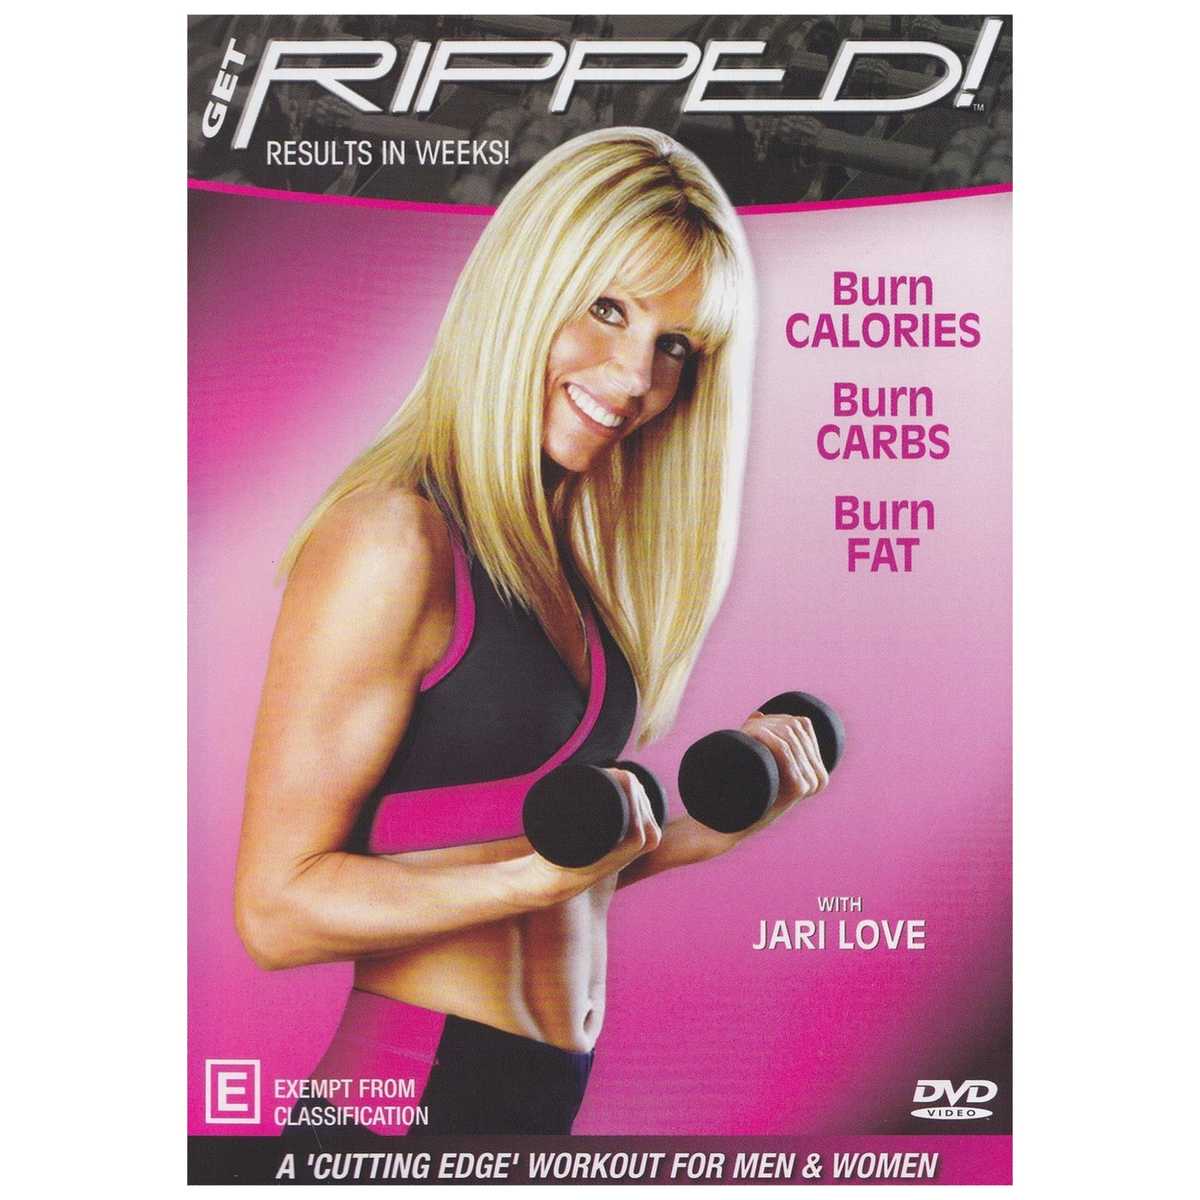 GET RIPPED!™
RESULTS IN WEEKS!
Burn
CALORIES
Burn
CARBS
Burn
FAT
WITH
JARI LOVE
E EXEMPT FROM
CLASSIFICATION
DVD
VIDEO
A 'CUTTING EDGE' WORKOUT FOR MEN & WOMEN